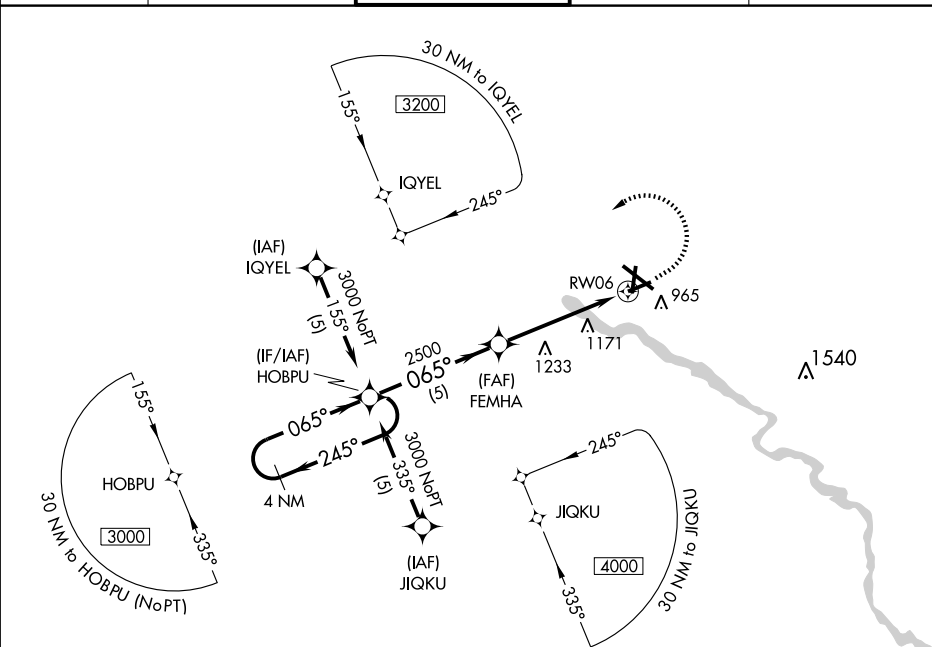 30 NM to IQYEL
3200
155°
IQYEL
245°
(IAF)
IQYEL
3000 NoPT
155°
(5)
RW06
965
1171
1233
1540
(IF/IAF)
HOBPU
2500
065°
(5)
(FAF)
FEMHA
065°
245°
4 NM
3000 NoPT
335°
(5)
(IAF)
JIQKU
155°
HOBPU
3000
335°
30 NM to HOBPU (NoPT)
245°
JIQKU
4000
335°
30 NM to JIQKU